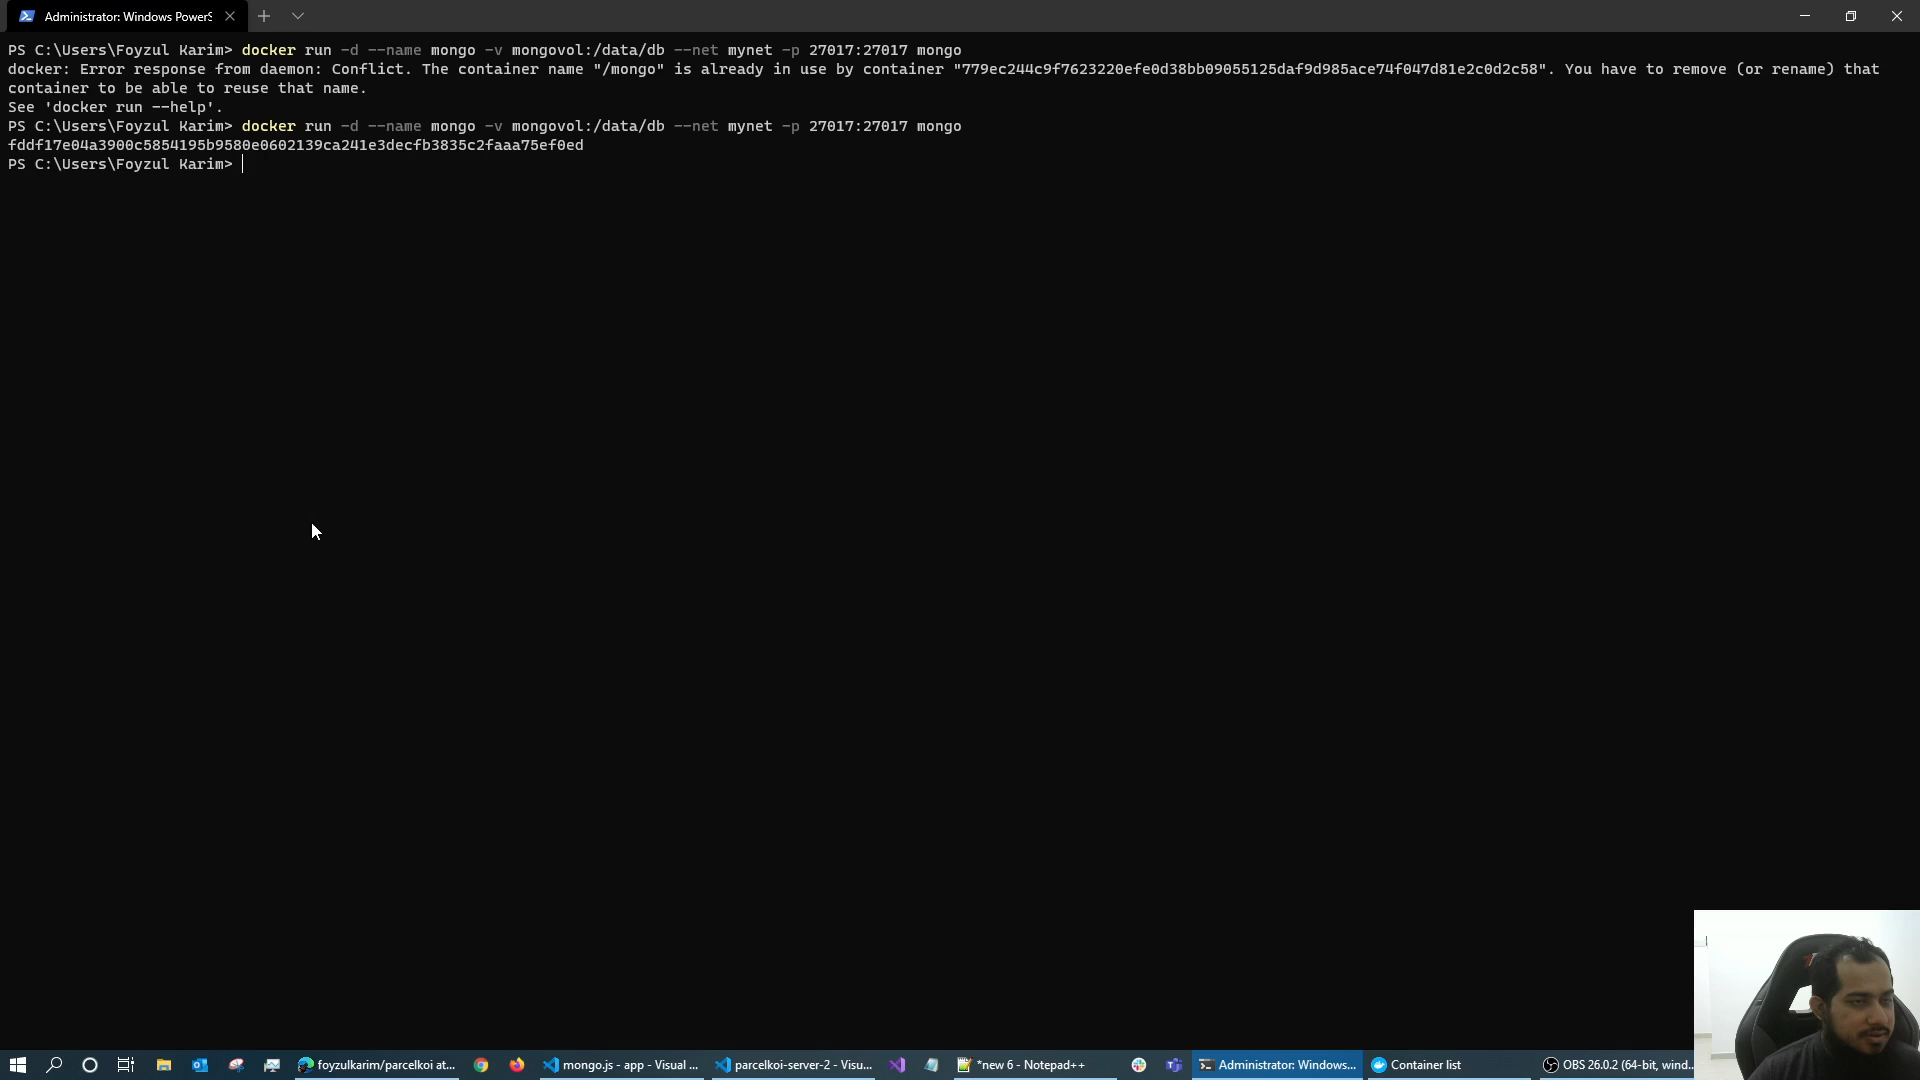 Administrator: Windows PowerS
PS C:\Users\Foyzul Karim> docker run -d --name mongo -v mongovol:/data/db --net mynet -p 27017:27017 mongo
docker: Error response from daemon: Conflict. The container name "/mongo" is already in use by container "779ec244c9f7623220efe0d38bb09055125daf9d985ace74f047d81e2c0d2c58". You have to remove (or rename) that
container to be able to reuse that name.
See 'docker run --help'.
PS C:\Users\Foyzul Karim> docker run -d --name mongo -v mongovol:/data/db --net mynet -p 27017:27017 mongo
fddf17e04a3900c5854195b9580e0602139ca241e3decfb3835c2faaa75ef0ed
PS C:\Users\Foyzul Karim>
foyzulkarim/parcelkoi at... mongo.js - app - Visual ... parcelkoi-server-2 - Visu... *new 6 - Notepad++ Administrator: Windows... Container list OBS 26.0.2 (64-bit, wind...